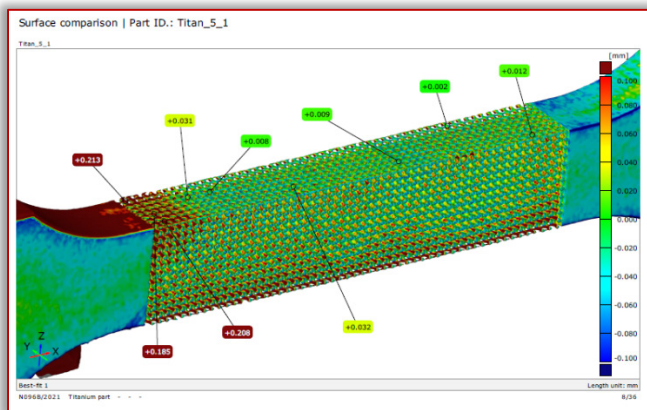 Surface comparison | Part ID.: Titan_5_1
Titan_5_1
[mm]
+0.012
+0.002
+0.009
+0.031
+0.008
+0.213
0.100
0.080
0.060
0.040
0.020
0.000
-0.020
-0.040
-0.060
-0.080
-0.100
+0.208
+0.032
+0.185
Z
Y
X
Best-fit 1
Length unit: mm
N0968/2021 Titanium part - - -
8/36